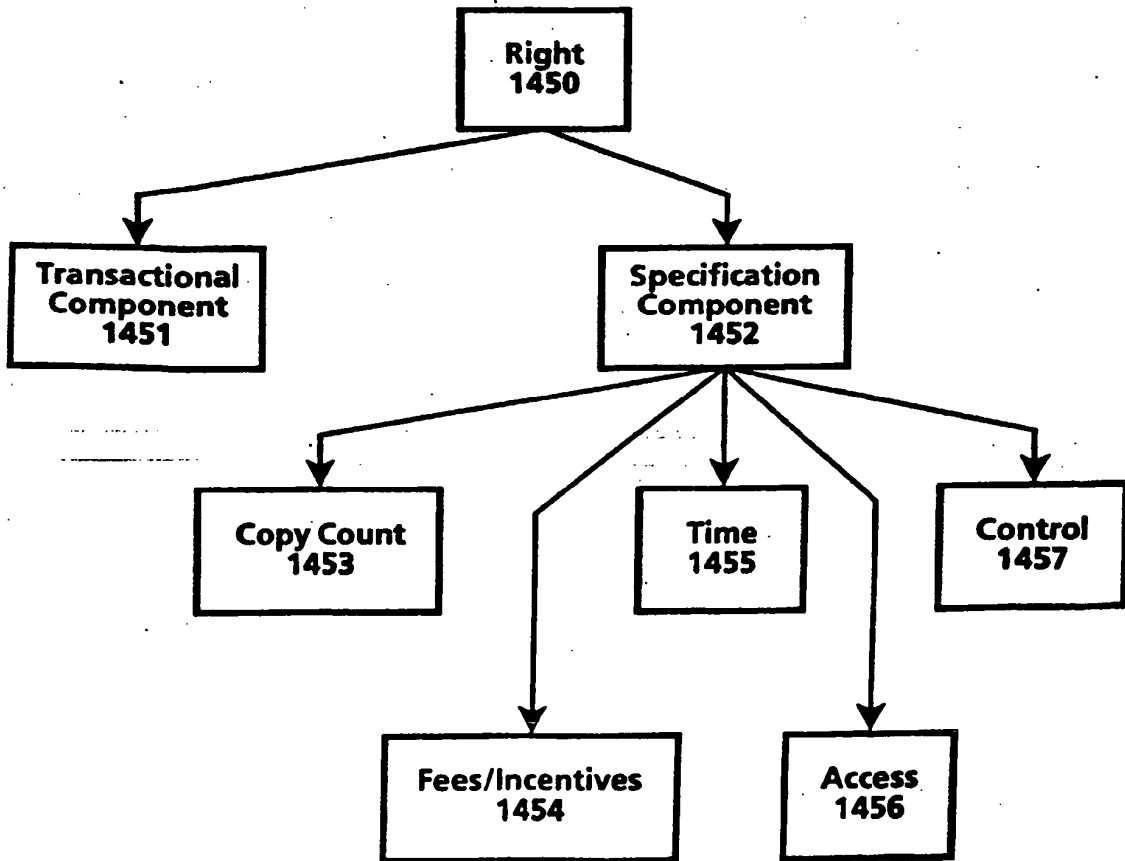 Right
1450
Transactional
Component
1451
Specification
Component
1452
Copy Count
1453
Time
1455
Control
1457
Fees/Incentives
1454
Access
1456